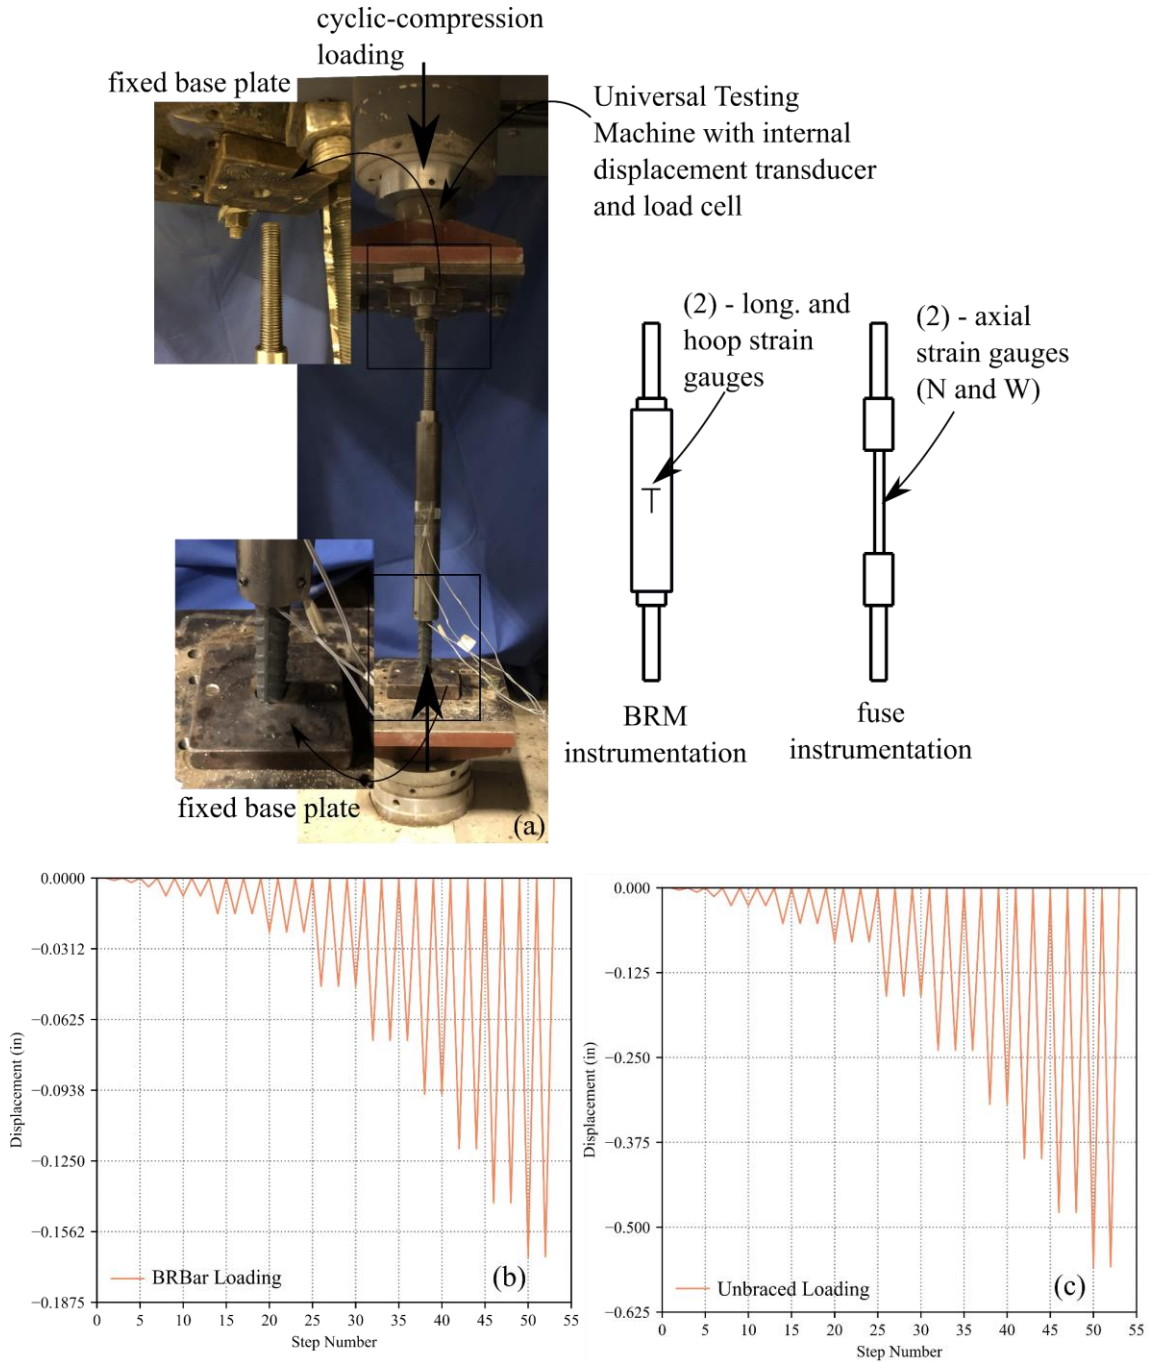 cyclic-compression
loading
fixed base plate
Universal Testing
Machine with internal
displacement transducer
and load cell
(2) - long. and
hoop strain
gauges
(2) - axial
strain gauges
(N and W)
BRM
instrumentation
fuse
instrumentation
fixed base plate
(a)
0.0000
−0.0312
−0.0625
−0.0938
−0.1250
−0.1562
−0.1875
Displacement (in)
BRBar Loading
(b)
0 5 10 15 20 25 30 35 40 45 50 55
Step Number
0.000
−0.125
−0.250
−0.375
−0.500
−0.625
Displacement (in)
Unbraced Loading
(c)
0 5 10 15 20 25 30 35 40 45 50 55
Step Number